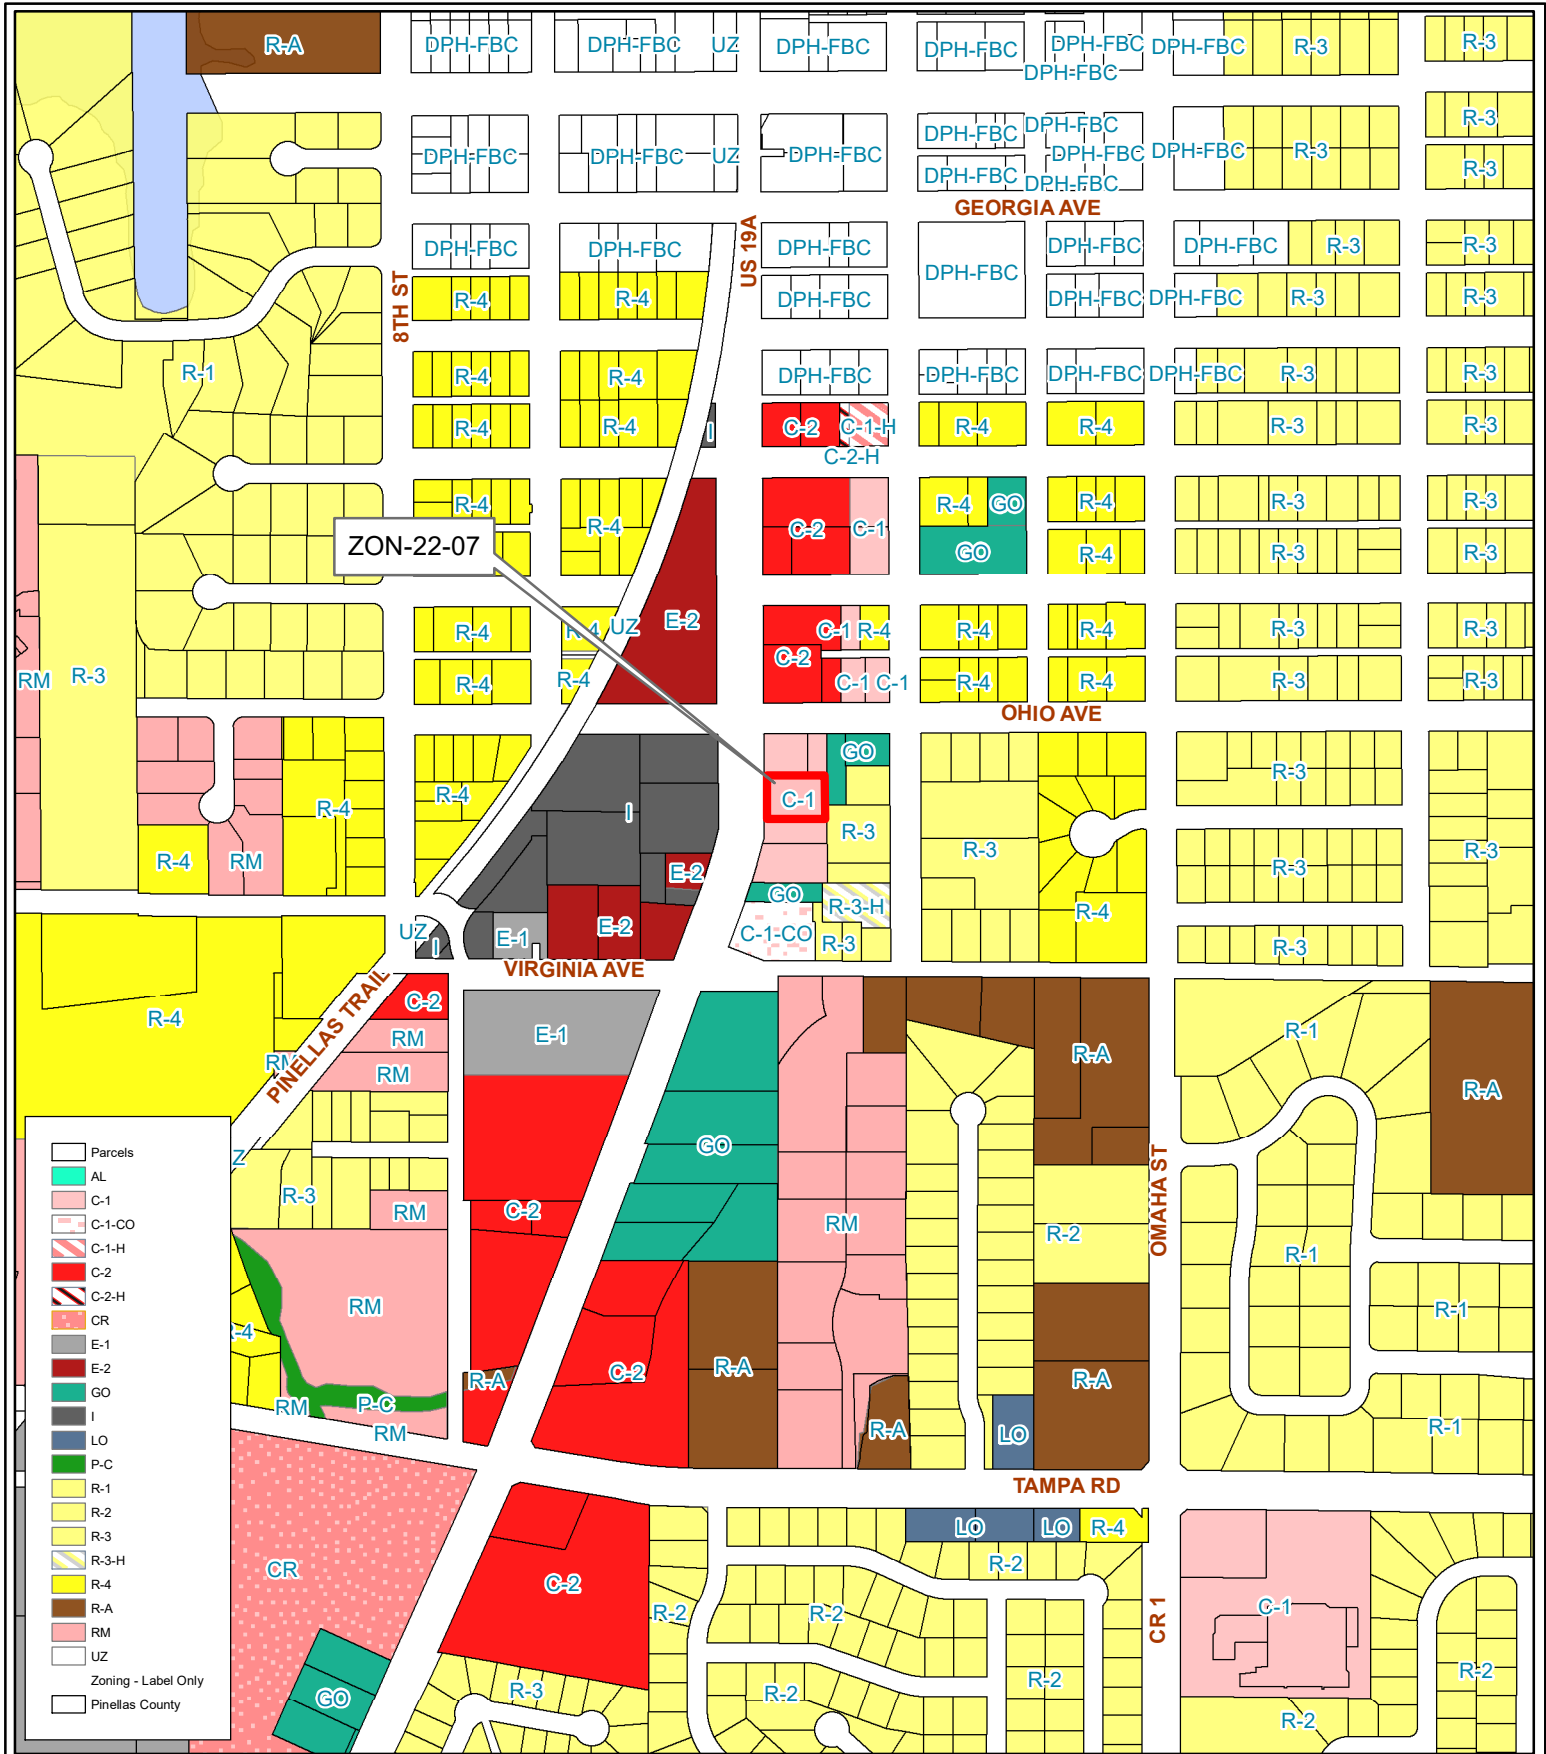 R-A
DPH-FBC
DPH-FBC
UZ
DPH-FBC
DPH-FBC
DPH-FBC
DPH-FBC
DPH-FBC
R-3
R-3
DPH-FBC
DPH-FBC
UZ
DPH-FBC
DPH-FBC
DPH-FBC
DPH-FBC
DPH-FBC
DPH-FBC
DPH-FBC
R-3
R-3
R-3
GEORGIA AVE
US 19A
DPH-FBC
DPH-FBC
DPH-FBC
DPH-FBC
DPH-FBC
DPH-FBC
R-3
R-3
8TH ST
R-4
R-4
DPH-FBC
DPH-FBC
DPH-FBC
R-3
R-3
R-1
R-4
R-4
DPH-FBC
DPH-FBC
DPH-FBC
DPH-FBC
R-3
R-3
R-4
R-4
I
C-2
C-1-H
C-2-H
R-4
R-4
R-3
R-3
R-4
R-4
C-2
C-1
R-4
GO
GO
R-4
R-4
R-3
R-3
R-3
R-3
ZON-22-07
RM
R-3
R-4
R-4
UZ
E-2
C-1
R-4
C-2
R-4
R-4
R-3
R-3
R-4
R-4
C-1
C-1
R-4
R-4
R-3
R-3
OHIO AVE
R-4
R-4
I
GO
C-1
R-3
R-3
R-3
R-4
RM
E-2
R-3
R-3
R-3
GO
R-3-H
R-4
UZ
I
E-1
E-2
C-1-CO
R-3
R-3
VIRGINIA AVE
R-4
C-2
RM
RM
RM
PINELLAS TRAIL
E-1
R-A
R-1
R-A
GO
Z
R-3
RM
C-2
RM
R-2
OMAHA ST
R-1
RM
R-1
-4
R-A
C-2
R-A
R-A
R-A
RM
P-C
RM
LO
R-1
TAMPA RD
LO
LO
R-4
CR
C-2
R-2
R-2
R-2
CR 1
C-1
GO
R-3
R-2
R-2
R-2
R-2
Parcels
AL
C-1
C-1-CO
C-1-H
C-2
C-2-H
CR
E-1
E-2
GO
I
LO
P-C
R-1
R-2
R-3
R-3-H
R-4
R-A
RM
UZ
Zoning - Label Only
Pinellas County